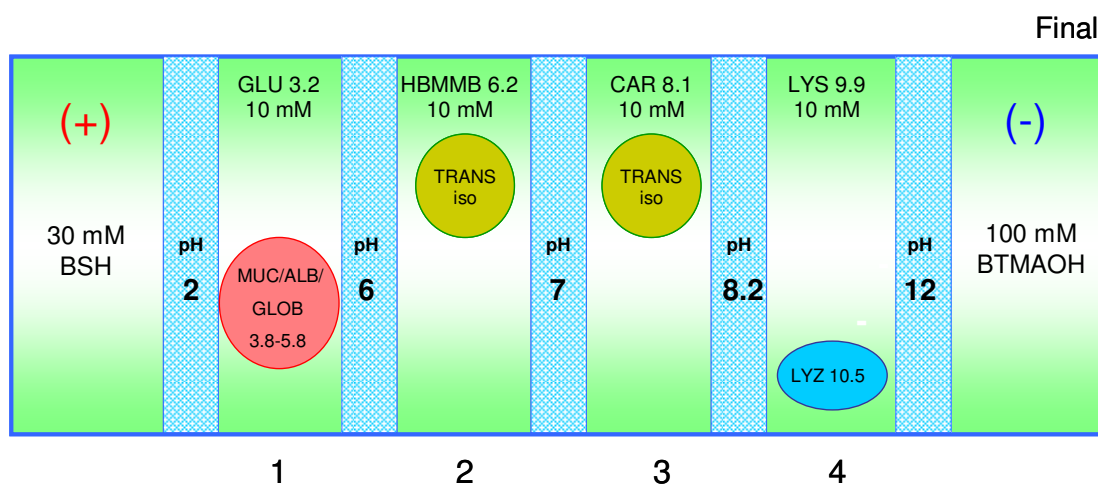 Final
(+)
30 mM
BSH
pH
2
GLU 3.2
10 mM
MUC/ALB/
GLOB
3.8-5.8
pH
6
HBMMB 6.2
10 mM
TRANS
iso
pH
7
CAR 8.1
10 mM
TRANS
iso
pH
8.2
LYS 9.9
10 mM
LYZ 10.5
pH
12
(-)
100 mM
BTMAOH
1
2
3
4